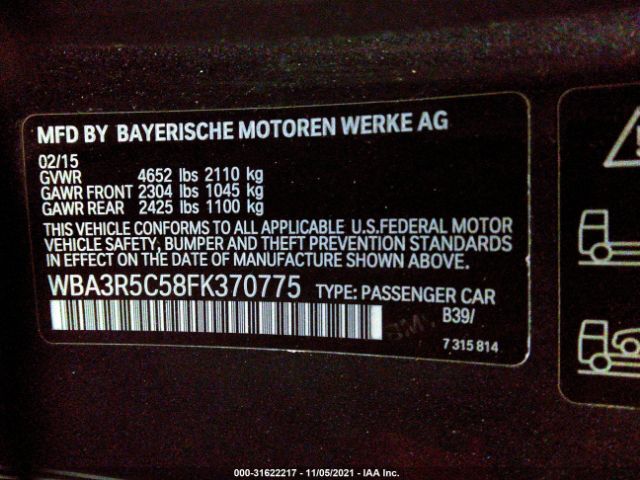 MFD BY BAYERISCHE MOTOREN WERKE AG
02/15
GVWR 4652 lbs 2110 kg
GAWR FRONT 2304 lbs 1045 kg
GAWR REAR 2425 lbs 1100 kg
THIS VEHICLE CONFORMS TO ALL APPLICABLE U.S.FEDERAL MOTOR
VEHICLE SAFETY, BUMPER AND THEFT PREVENTION STANDARDS
IN EFFECT ON THE DATE OF MANUFACTURE SHOWN ABOVE.
WBA3R5C58FK370775 TYPE: PASSENGER CAR
B39/
7 315 814
000-31622217 - 11/05/2021 - IAA Inc.